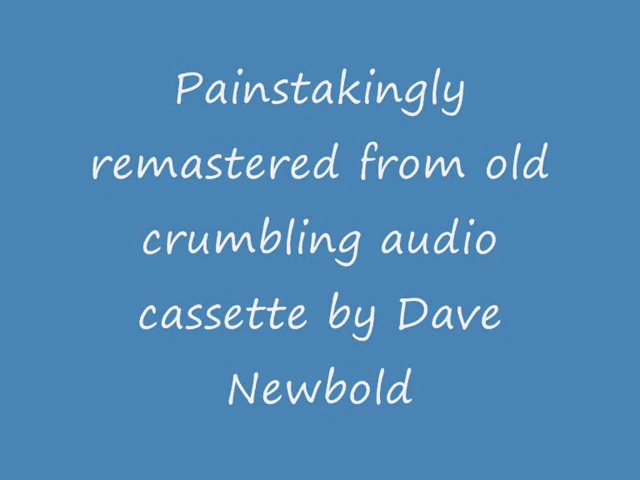 Painstakingly
remastered from old
crumbling audio
cassette by Dave
Newbold